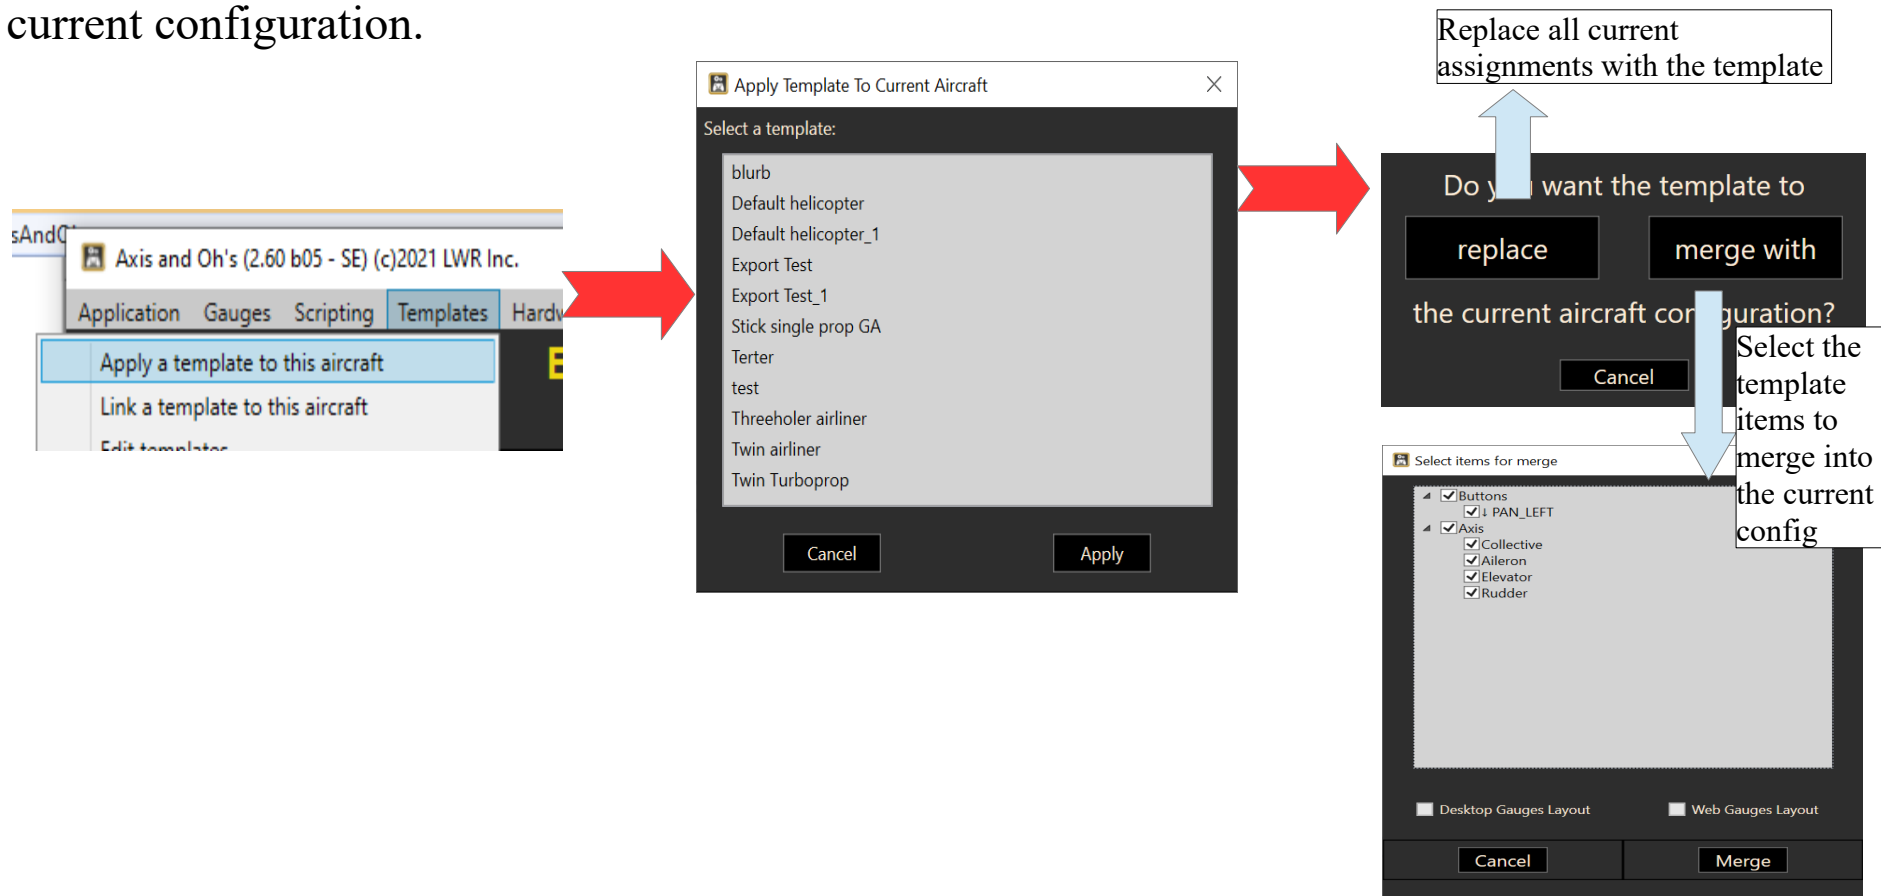 current configuration.
Replace all current
assignments with the template
Apply Template To Current Aircraft
Select a template:
blurb
Default helicopter
Default helicopter_1
Export Test
Export Test_1
Stick single prop GA
Terter
test
Threeholer airliner
Twin airliner
Twin Turboprop
Cancel
Apply
Axis and Oh's (2.60 b05 - SE) (c)2021 LWR Inc.
Application Gauges Scripting Templates
Apply a template to this aircraft
Link a template to this aircraft
Edit templates
Do want the template to
replace
merge with
the current aircraft
Cancel
Select the
template
items to
merge into
the current
config
Select items for merge
Buttons
↓ PAN_LEFT
Axis
Collective
Aileron
Elevator
Rudder
Desktop Gauges Layout
Web Gauges Layout
Cancel
Merge